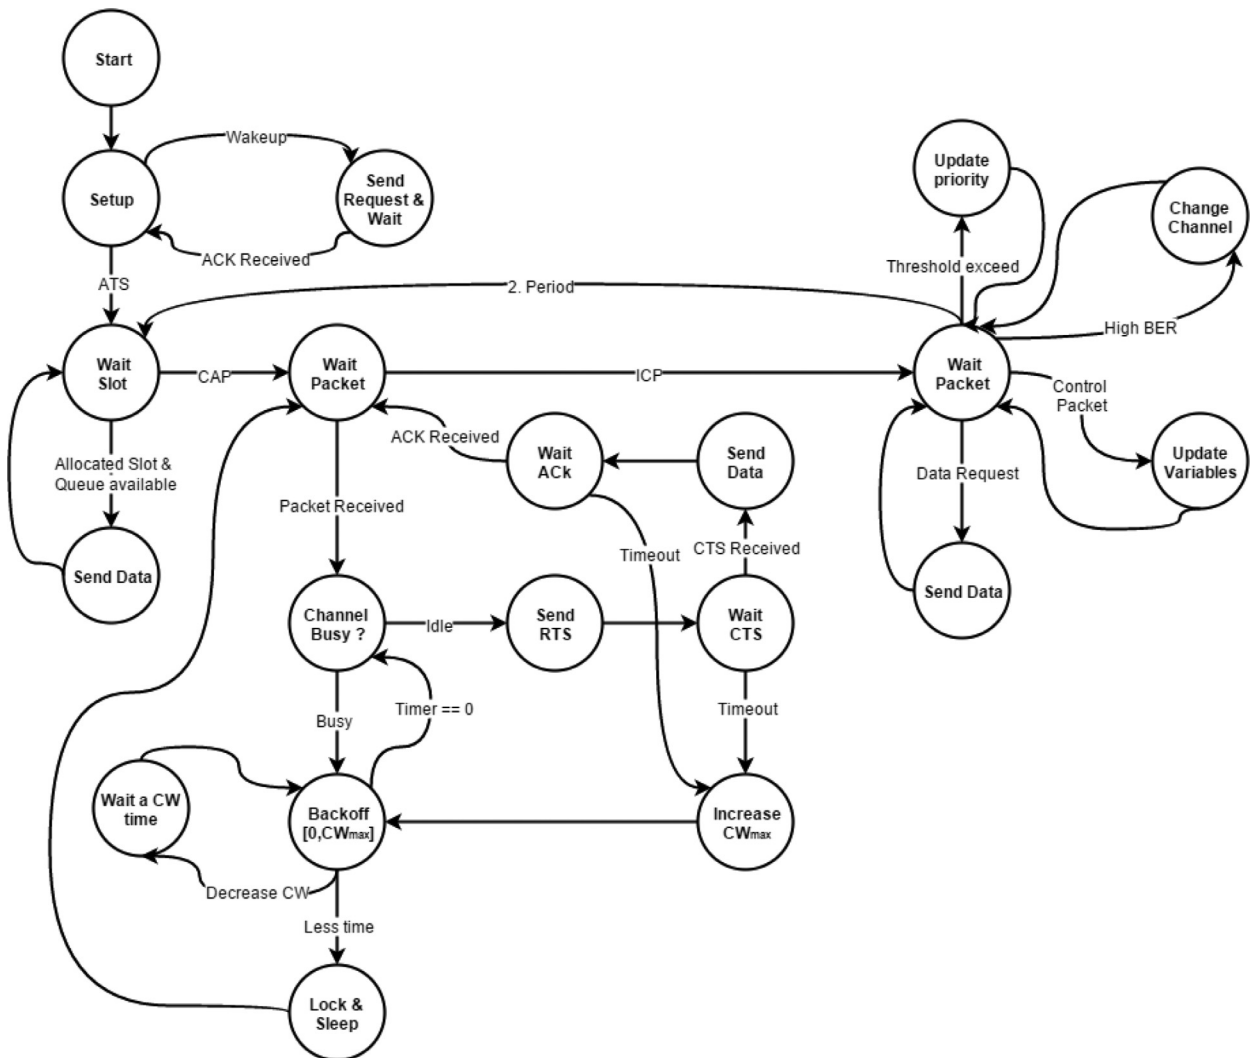 Start
Wakeup
Update
priority
Send
Request &
Wait
Setup
Change
Channel
ACK Received
Threshold exceed
ATS
2. Period
High BER
Wait
Slot
CAP
Wait
Packet
ICP
Wait
Packet
Control
Packet
ACK Received
Wait
ACk
Send
Data
Allocated Slot &
Queue available
Data Request
Update
Variables
Packet Received
Timeout
CTS Received
Send Data
Send Data
Channel
Busy ?
Idle
Send
RTS
Wait
CTS
Busy
Timer == 0
Timeout
Wait a CW
time
Backoff
[0,CWmax]
Increase
CWmax
Decrease CW
Less time
Lock &
Sleep